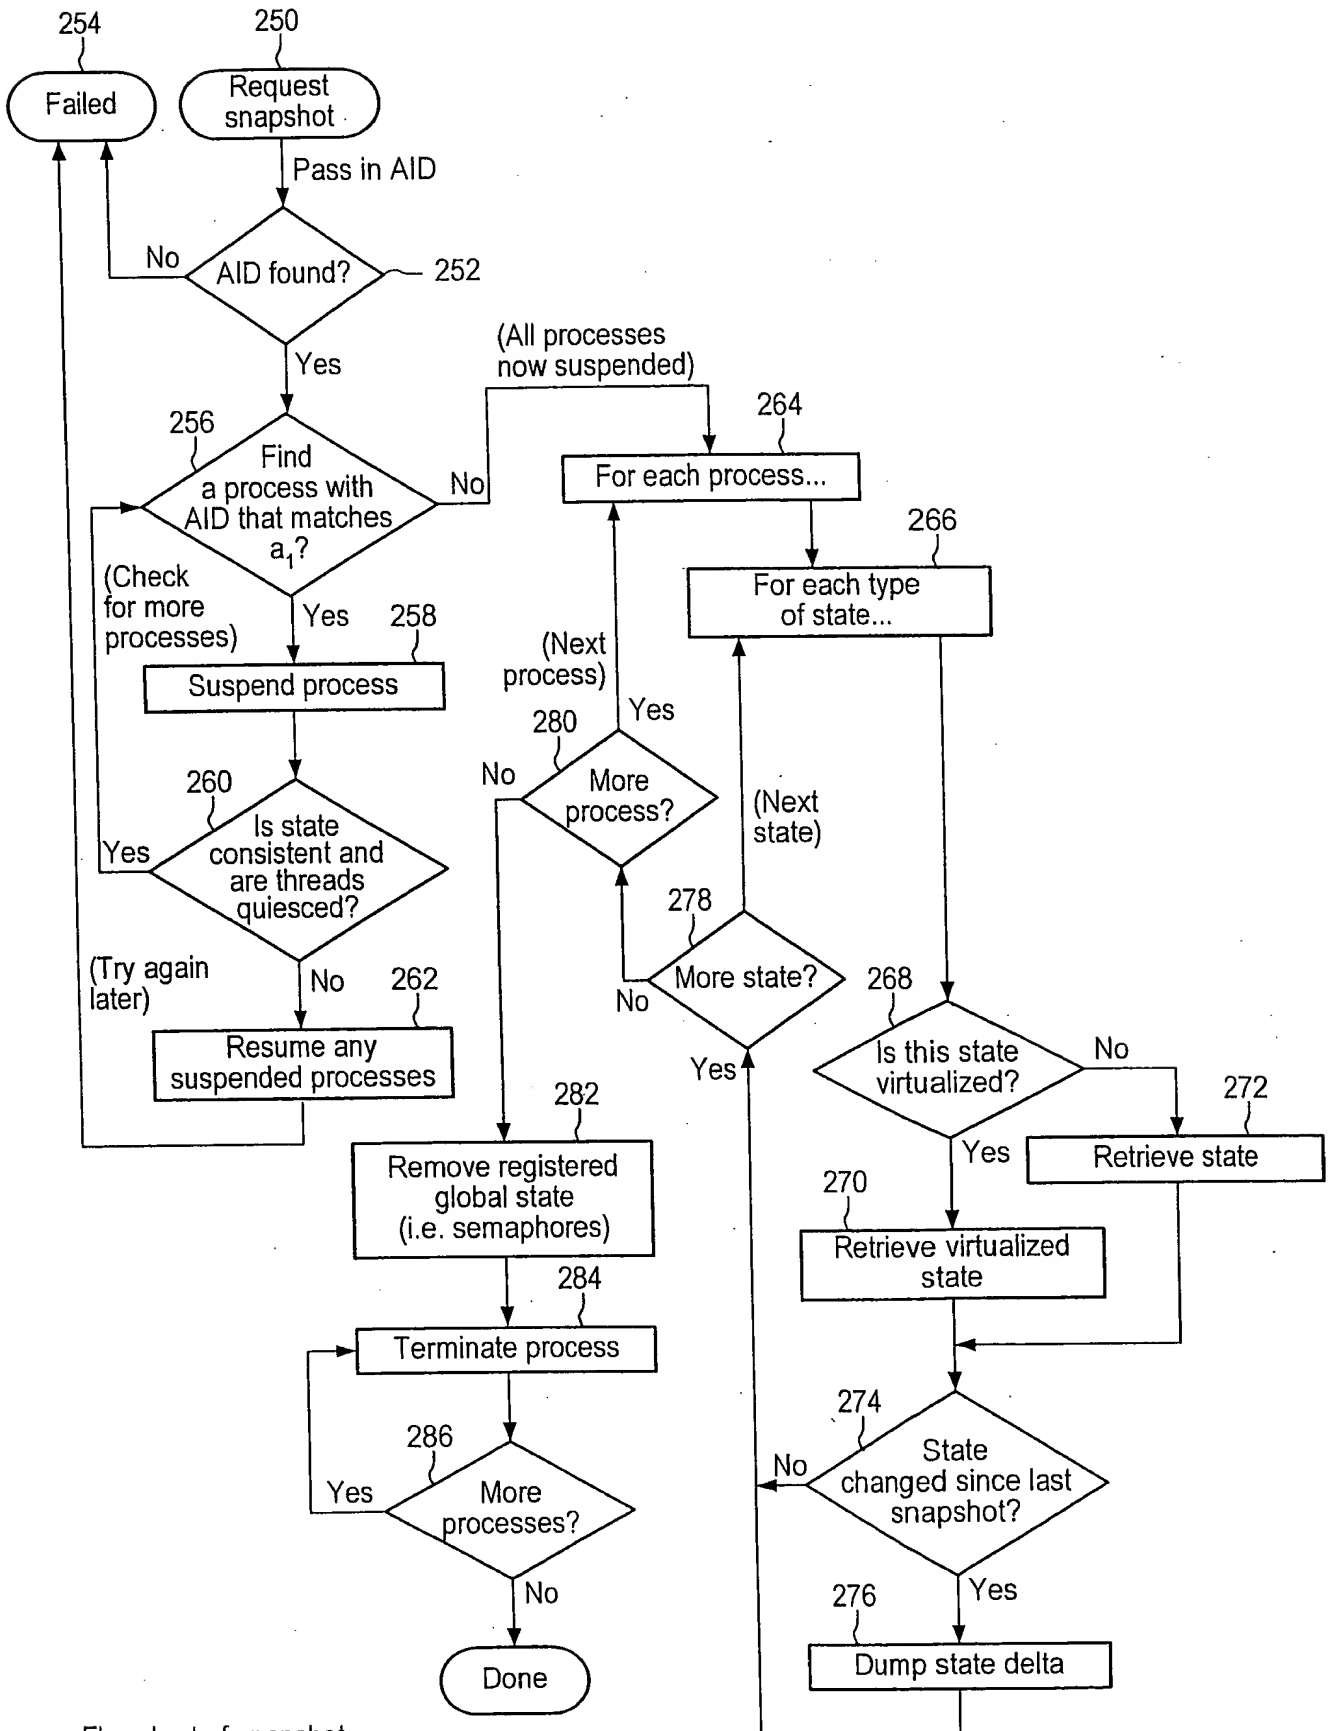 254
250
Failed
Request
snapshot
Pass in AID
No
AID found?
252
Yes
(All processes
now suspended)
256
264
Find
a process with
AID that matches
a1?
No
For each process...
266
For each type
of state...
(Check
for more
processes)
Yes
258
Suspend process
(Next
process)
Yes
280
No
More
process?
(Next
state)
260
Is state
consistent and
are threads
quiesced?
Yes
278
More state?
No
Yes
(Try again
later)
No
262
Resume any
suspended processes
268
Is this state
virtualized?
No
272
Retrieve state
Yes
270
Retrieve virtualized
state
282
Remove registered
global state
(i.e. semaphores)
284
Terminate process
274
State
changed since last
snapshot?
No
286
More
processes?
Yes
No
Yes
276
Dump state delta
Done